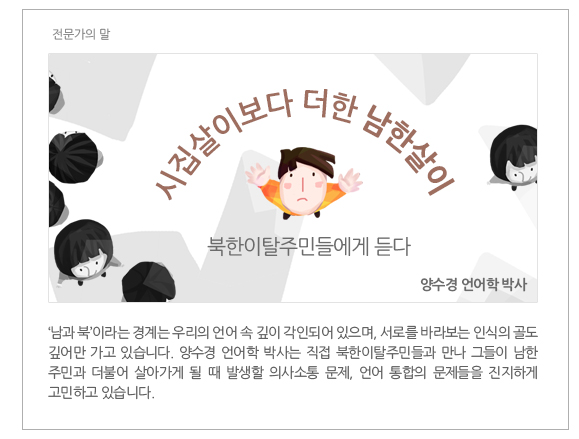 전문가의 말
시집살이보다 더한 남한살이
북한이탈주민들에게 듣다
양수경 언어학 박사
'남과 북'이라는 경계는 우리의 언어 속 깊이 각인되어 있으며, 서로를 바라보는 인식의 골도
깊어만 가고 있습니다. 양수경 언어학 박사는 직접 북한이탈주민들과 만나 그들이 남한
주민과 더불어 살아가게 될 때 발생할 의사소통 문제, 언어 통합의 문제들을 진지하게
고민하고 있습니다.